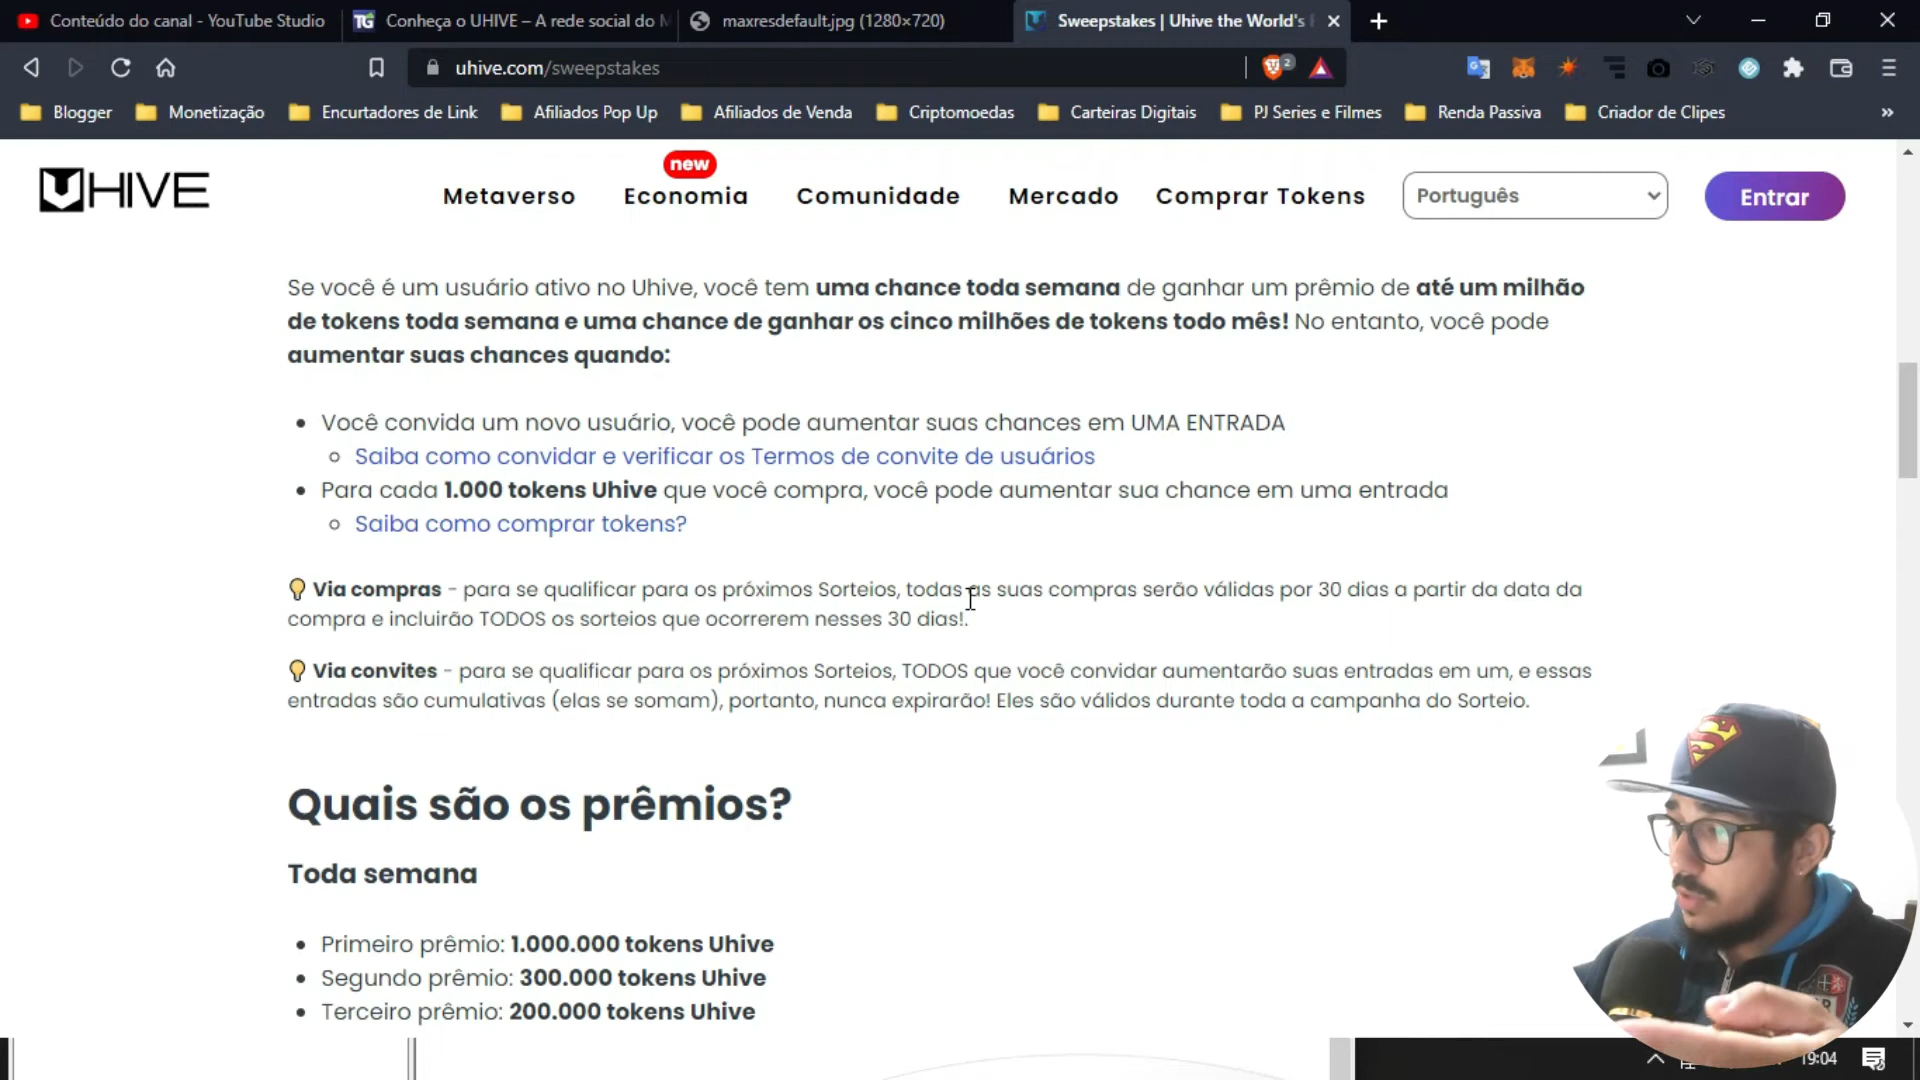 Conteúdo do canal - YouTube Studio
Conheça o UHIVE – A rede social do M
maxresdefault.jpg (1280×720)
Sweepstakes | Uhive the World's
uhive.com/sweepstakes
2
Blogger
Monetização
Encurtadores de Link
Afiliados Pop Up
Afiliados de Venda
Criptomoedas
Carteiras Digitais
PJ Series e Filmes
Renda Passiva
Criador de Clipes
»
UHIVE
new
Metaverso
Economia
Comunidade
Mercado
Comprar Tokens
Português
Entrar
Se você é um usuário ativo no Uhive, você tem uma chance toda semana de ganhar um prêmio de até um milhão
de tokens toda semana e uma chance de ganhar os cinco milhões de tokens todo mês! No entanto, você pode
aumentar suas chances quando:
• Você convida um novo usuário, você pode aumentar suas chances em UMA ENTRADA
Saiba como convidar e verificar os Termos de convite de usuários
• Para cada 1.000 tokens Uhive que você compra, você pode aumentar sua chance em uma entrada
Saiba como comprar tokens?
Via compras - para se qualificar para os próximos Sorteios, todas as suas compras serão válidas por 30 dias a partir da data da
compra e incluirão TODOS os sorteios que ocorrerem nesses 30 dias!.
Via convites - para se qualificar para os próximos Sorteios, TODOS que você convidar aumentarão suas entradas em um, e essas
entradas são cumulativas (elas se somam), portanto, nunca expirarão! Eles são válidos durante toda a campanha do Sorteio.
Quais são os prêmios?
Toda semana
• Primeiro prêmio: 1.000.000 tokens Uhive
• Segundo prêmio: 300.000 tokens Uhive
• Terceiro prêmio: 200.000 tokens Uhive
19:04